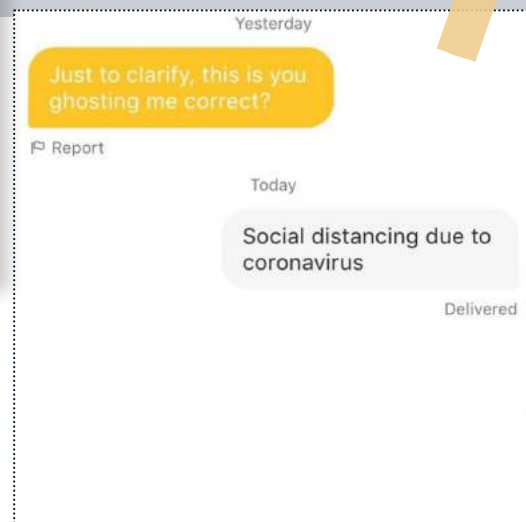 Yesterday
Just to clarify, this is you
ghosting me correct?
Report
Today
Social distancing due to
coronavirus
Delivered